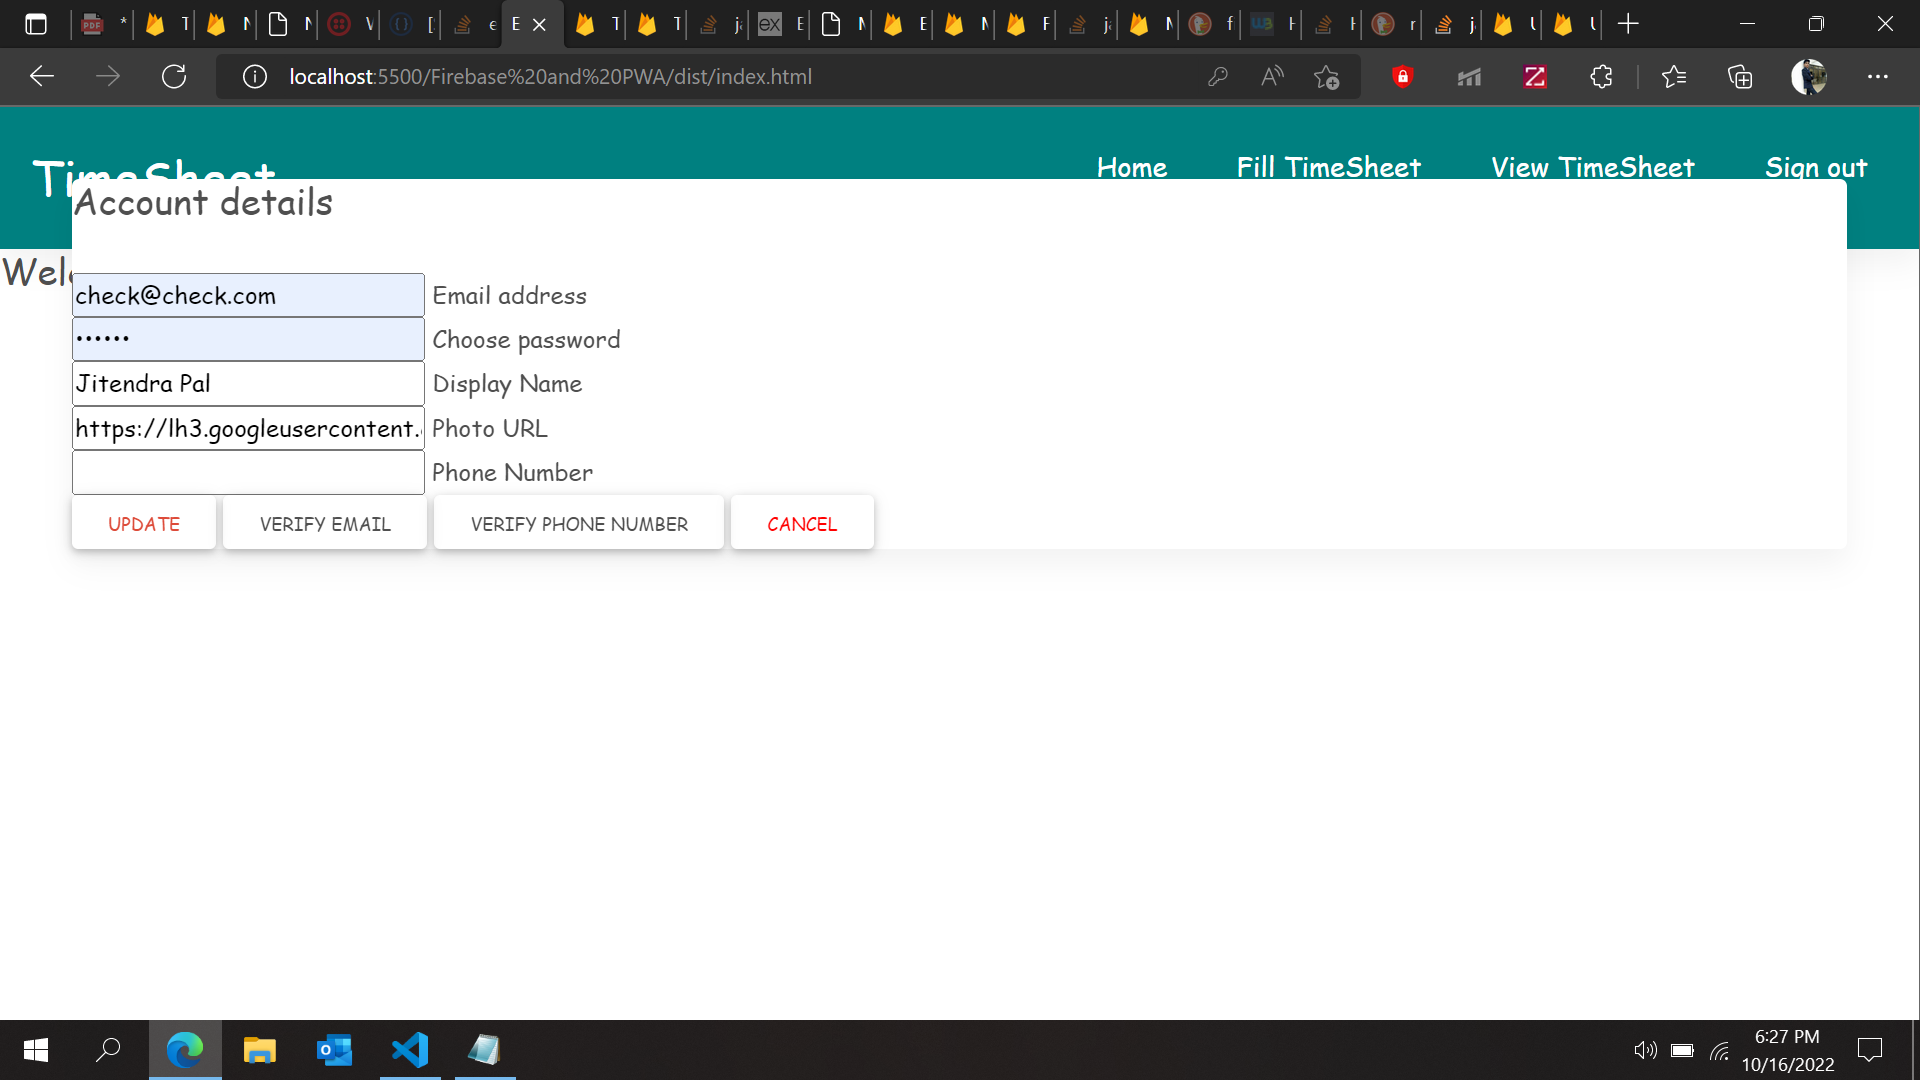 localhost:5500/Firebase%20and%20PWA/dist/index.html
TimeSheet
Home Fill TimeSheet View TimeSheet Sign out
Account details
check@check.com Email address
•••••• Choose password
Jitendra Pal Display Name
https://lh3.googleusercontent. Photo URL
Phone Number
UPDATE VERIFY EMAIL VERIFY PHONE NUMBER CANCEL
6:27 PM
10/16/2022